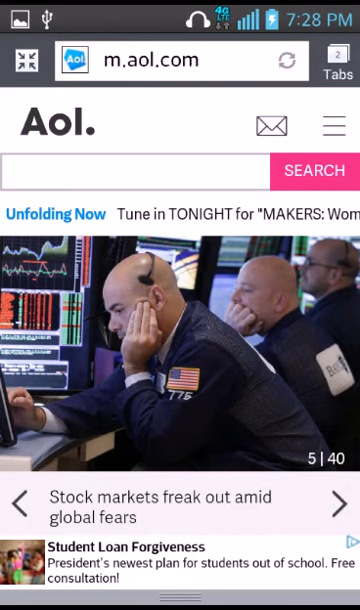 4G
LTE
7:28 PM
Aol.
m.aol.com
2
Tabs
Aol.
SEARCH
Unfolding Now Tune in TONIGHT for "MAKERS: Wom
775
5 | 40
Stock markets freak out amid
global fears
Student Loan Forgiveness
President's newest plan for students out of school. Free
consultation!